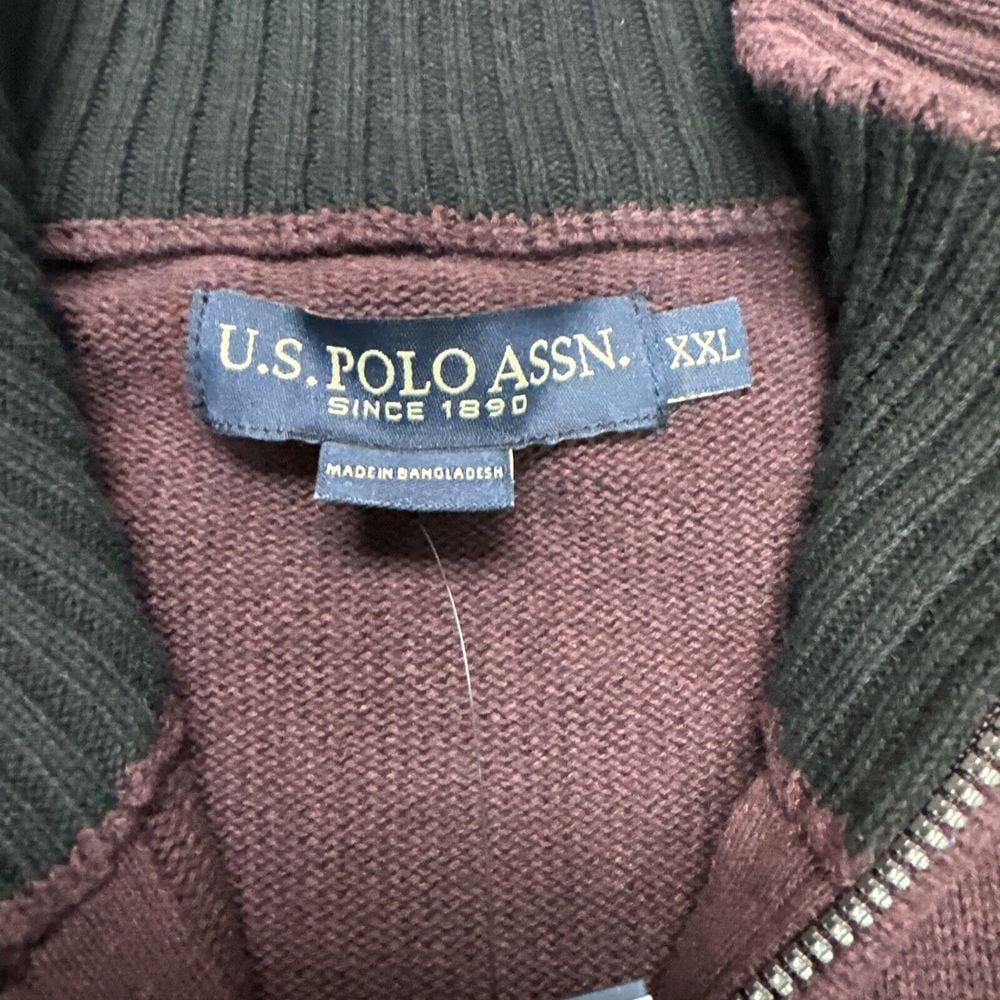 U.S. POLO ASSN.
SINCE 1890
XXL
MADE IN BANGLADESH